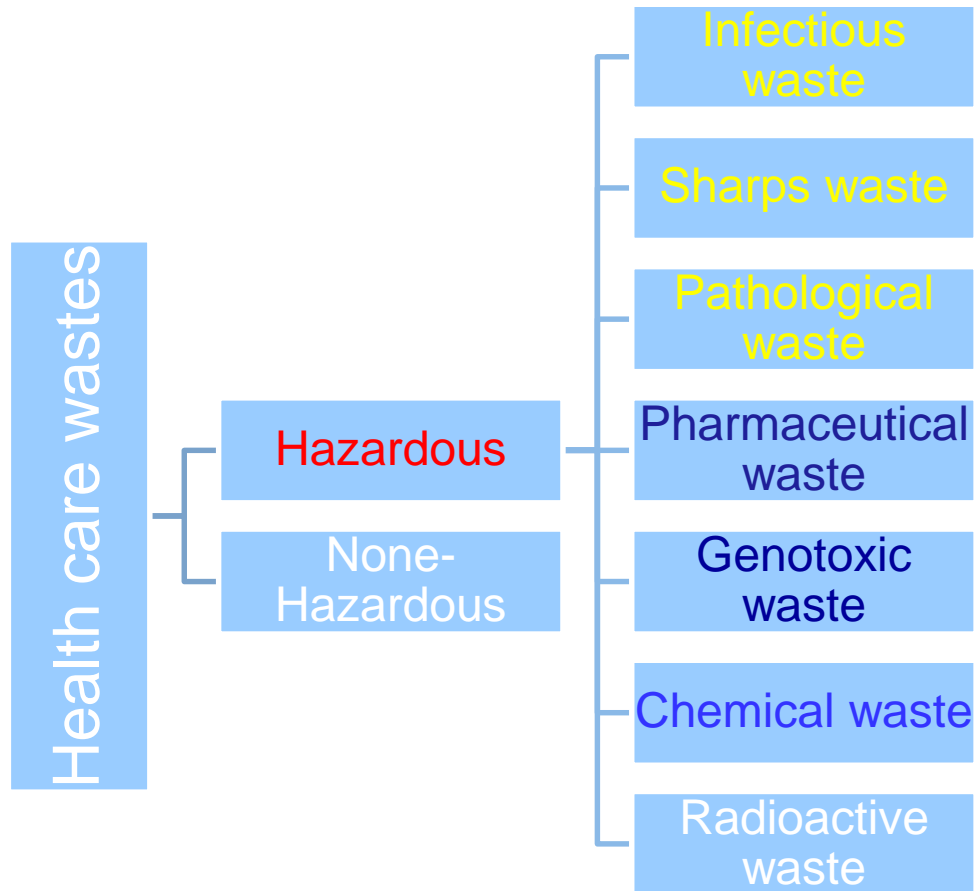 Health care wastes
Hazardous
None-
Hazardous
Infectious
waste
Sharps waste
Pathological
waste
Pharmaceutical
waste
Genotoxic
waste
Chemical waste
Radioactive
waste